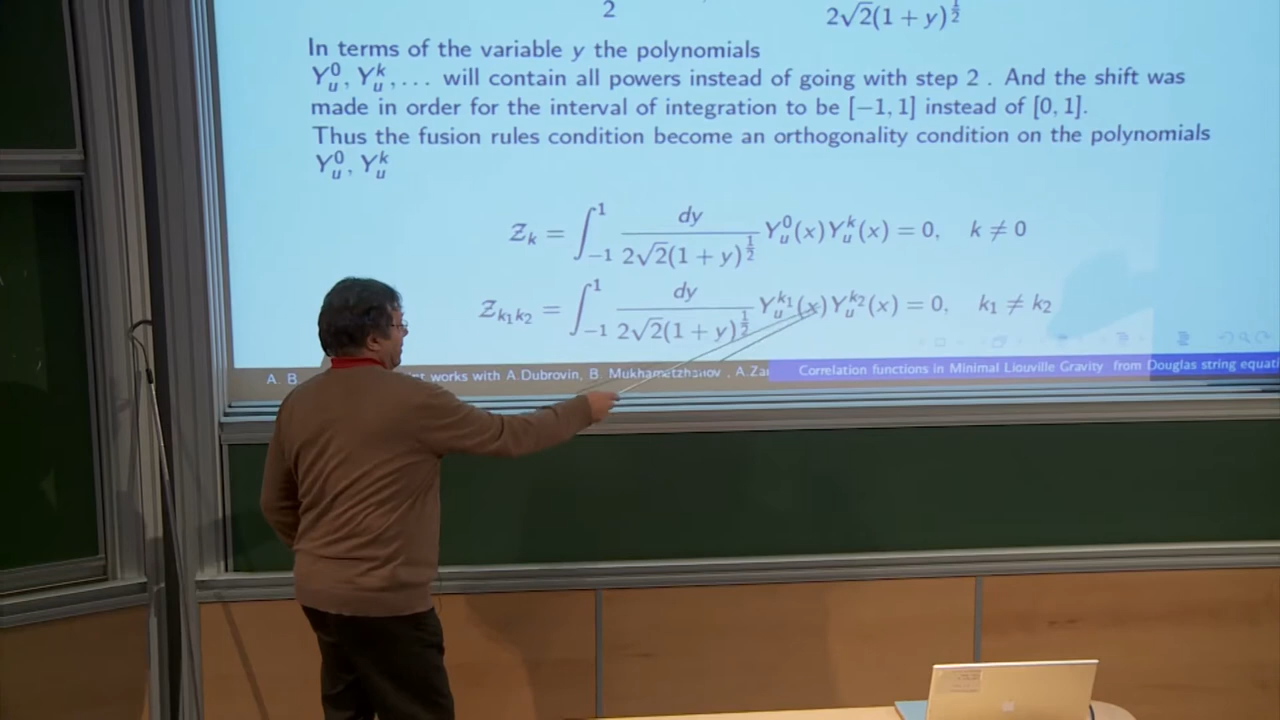 2
2√2(1 + y)^{1/2}
In terms of the variable y the polynomials
Y_u^0, Y_u^k, ... will contain all powers instead of going with step 2 . And the shift was
made in order for the interval of integration to be [−1, 1] instead of [0, 1].
Thus the fusion rules condition become an orthogonality condition on the polynomials
Y_u^0, Y_u^k
Z_k = ∫_{−1}^{1} dy / (2√2(1 + y)^{1/2}) Y_u^0(x)Y_u^k(x) = 0, k ≠ 0
Z_{k_1k_2} = ∫_{−1}^{1} dy / (2√2(1 + y)^{1/2}) Y_u^{k_1}(x)Y_u^{k_2}(x) = 0, k_1 ≠ k_2
A. B. works with A.Dubrovin, B. Mukhametzhanov , A.Za Correlation functions in Minimal Liouville Gravity from Douglas string equati